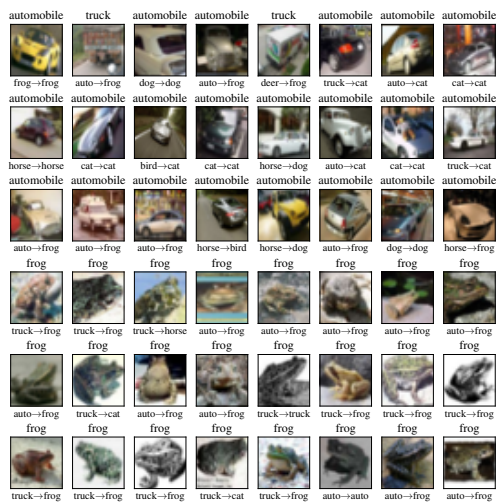 automobile truck automobile automobile truck automobile automobile automobile
frog→frog auto→frog dog→dog auto→frog deer→frog truck→cat auto→cat cat→cat
automobile automobile automobile automobile automobile automobile automobile automobile
horse→horse cat→cat bird→cat cat→cat horse→dog auto→cat cat→cat truck→cat
automobile automobile automobile automobile automobile automobile automobile automobile
auto→frog auto→frog auto→frog horse→bird horse→dog auto→frog dog→dog horse→frog
frog frog frog frog frog frog frog frog
truck→frog truck→frog truck→horse auto→frog auto→frog auto→frog auto→frog auto→frog
frog frog frog frog frog frog frog frog
auto→frog truck→cat auto→frog auto→frog truck→truck truck→frog truck→frog truck→frog
frog frog frog frog frog frog frog frog
truck→frog truck→frog truck→frog truck→cat truck→frog auto→auto auto→frog auto→frog